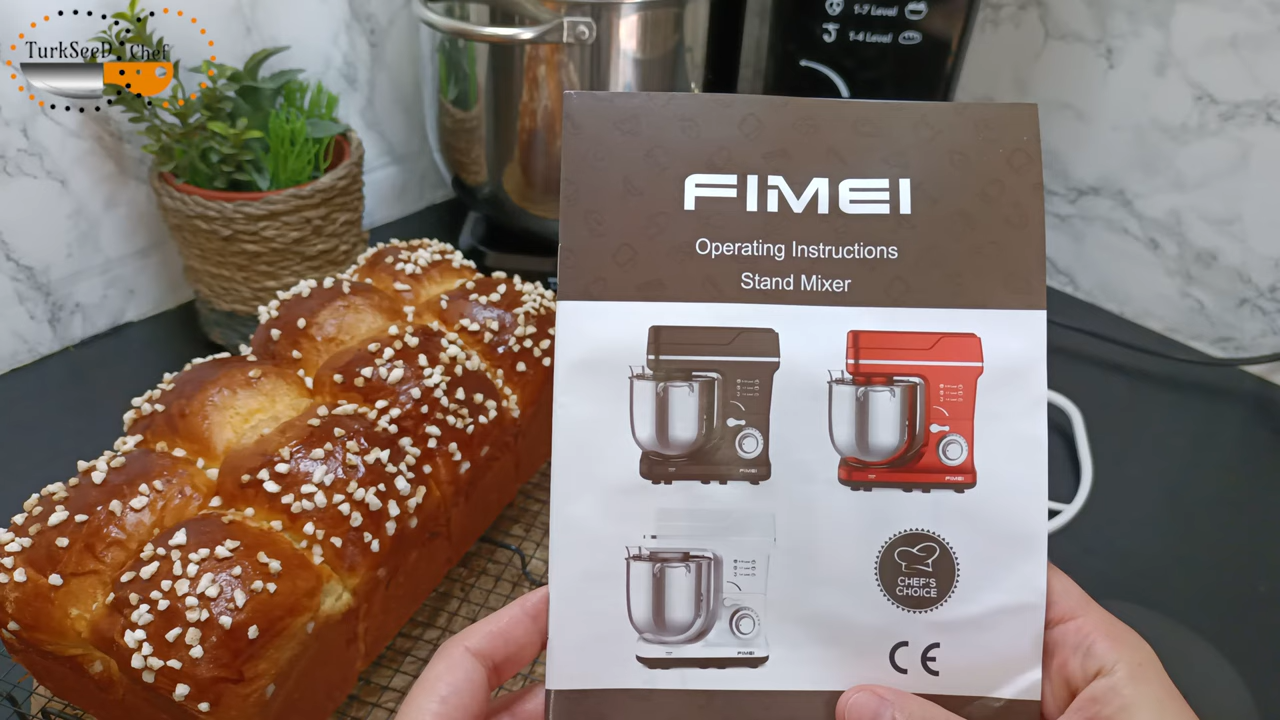 TurkSeeD Chef
1-7 Level
1-4 Level
FIMEI
Operating Instructions
Stand Mixer
FIMEI
FIMEI
FIMEI
CHEF'S
CHOICE
CE